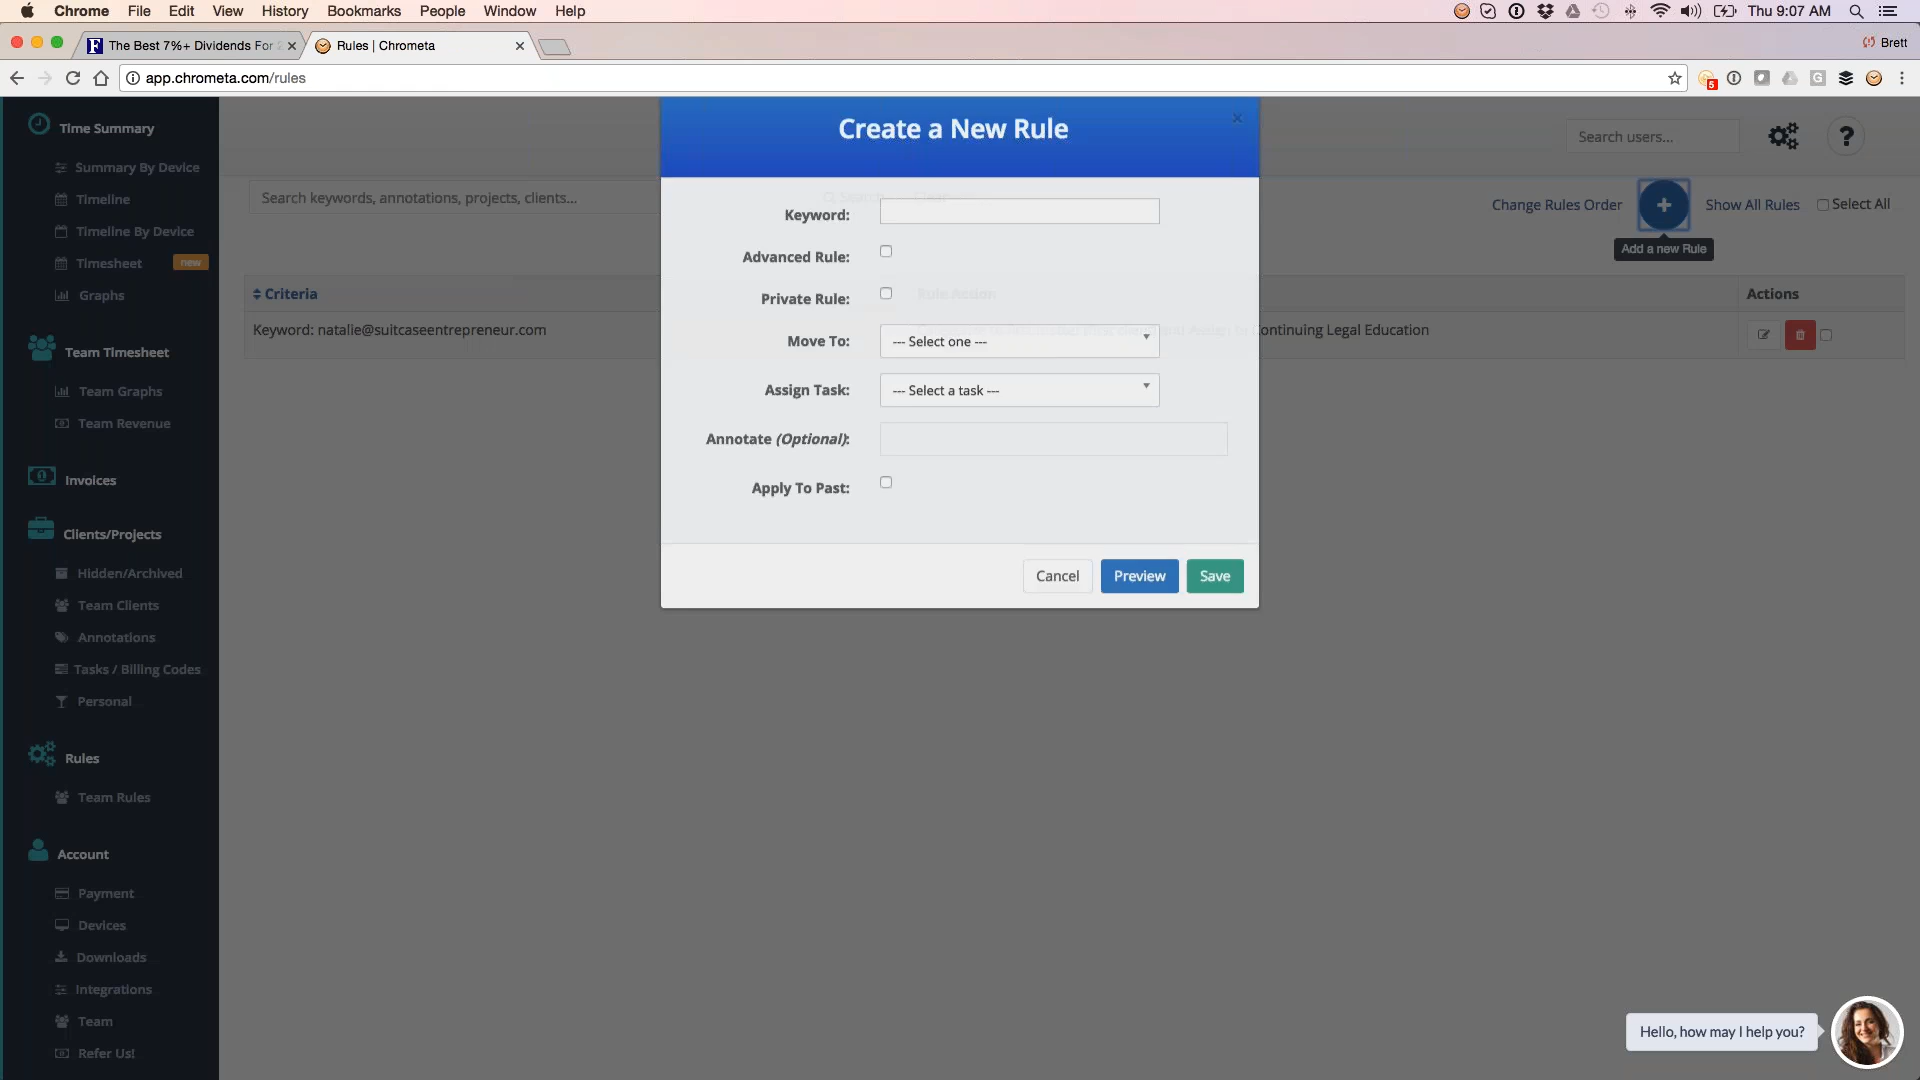 Chrome File Edit View History Bookmarks People Window Help Thu 9:07 AM
The Best 7%+ Dividends For
Rules | Chrometa
Brett
app.chrometa.com/rules
5
Time Summary
Summary By Device
Timeline
Timeline By Device
Timesheet new
Graphs
Team Timesheet
Team Graphs
Team Revenue
Invoices
Clients/Projects
Hidden/Archived
Team Clients
Annotations
Tasks / Billing Codes
Personal
Rules
Team Rules
Account
Payment
Devices
Downloads
Integrations
Team
Refer Us!
Search users...
?
Search keywords, annotations, projects, clients...
Search Clear
Change Rules Order + Show All Rules Select All
Add a new Rule
Criteria Rule Action Actions
Keyword: natalie@suitcaseentrepreneur.com
Continuing Legal Education
Create a New Rule
×
Keyword:
Advanced Rule:
Private Rule:
Move To: --- Select one ---
Assign Task: --- Select a task ---
Annotate (Optional):
Apply To Past:
Cancel Preview Save
Hello, how may I help you?